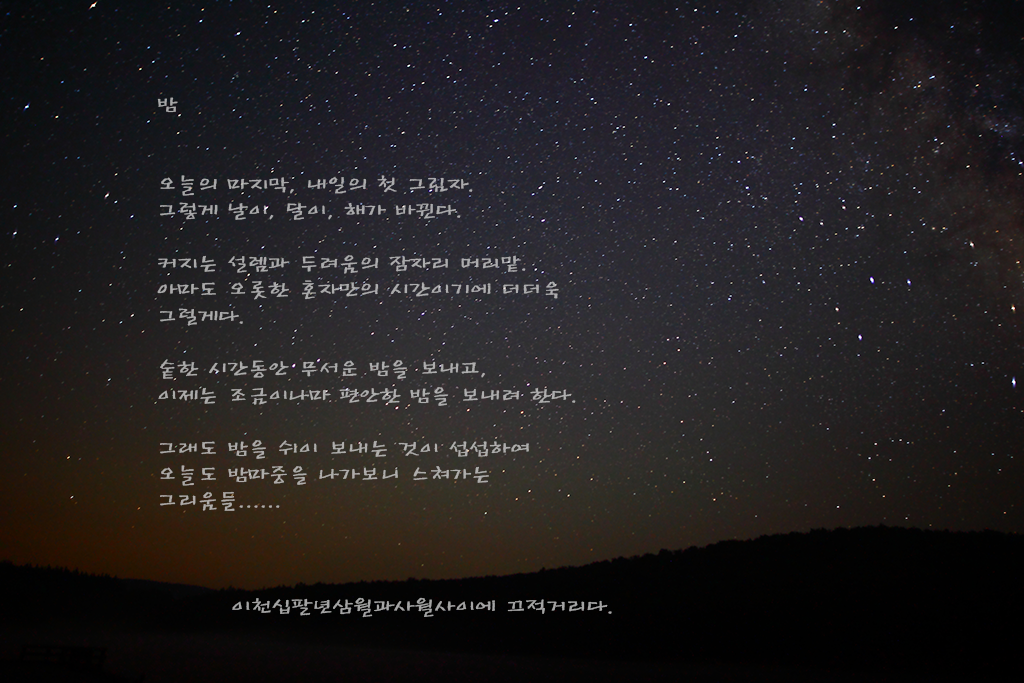 밤
오늘의 마지막, 내일의 첫 그림자.
그렇게 날이, 달이, 해가 바뀐다.
커지는 설렘과 두려움의 잠자리 머리맡.
아마도 오롯한 혼자만의 시간이기에 더더욱
그럴게다.
숱한 시간동안 무서운 밤을 보내고,
이제는 조금이나마 편안한 밤을 보내려 한다.
그래도 밤을 쉬이 보내는 것이 섭섭하여
오늘도 밤마중을 나가보니 스쳐가는
그리움들......
이천십팔년삼월과사월사이에 끄적거리다.